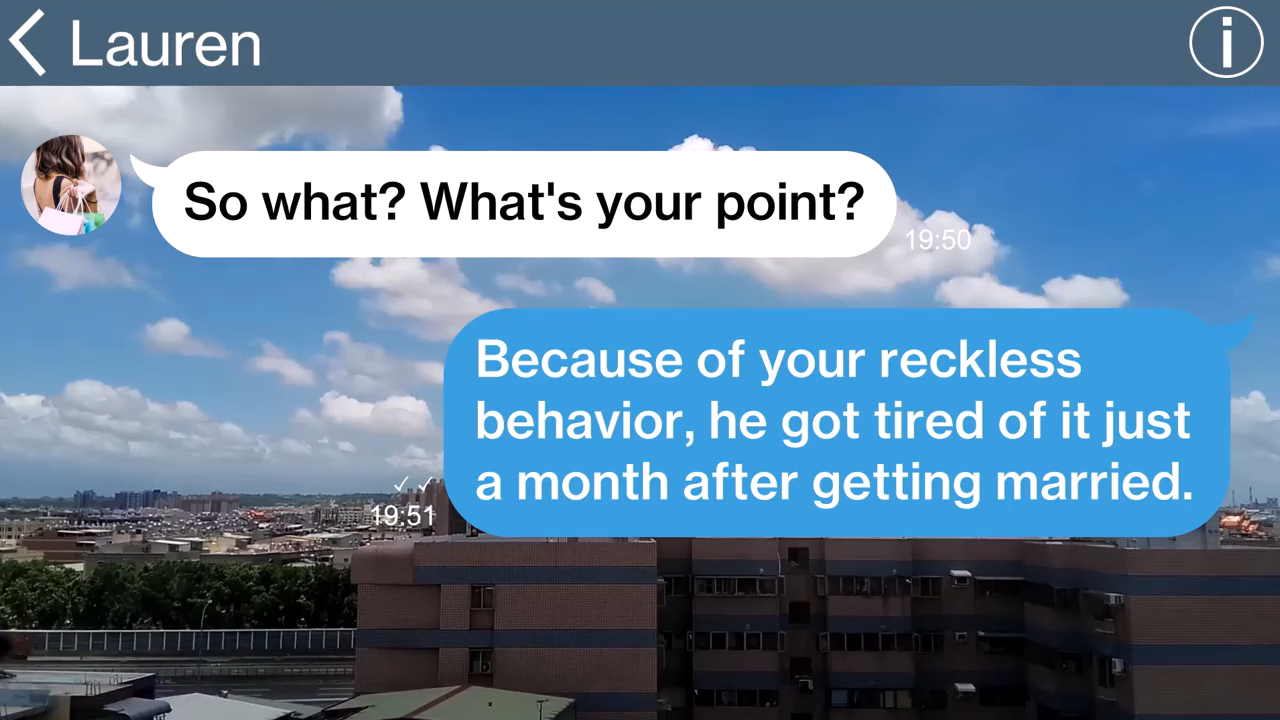 Lauren
So what? What's your point?
19:50
Because of your reckless
behavior, he got tired of it just
a month after getting married.
19:51